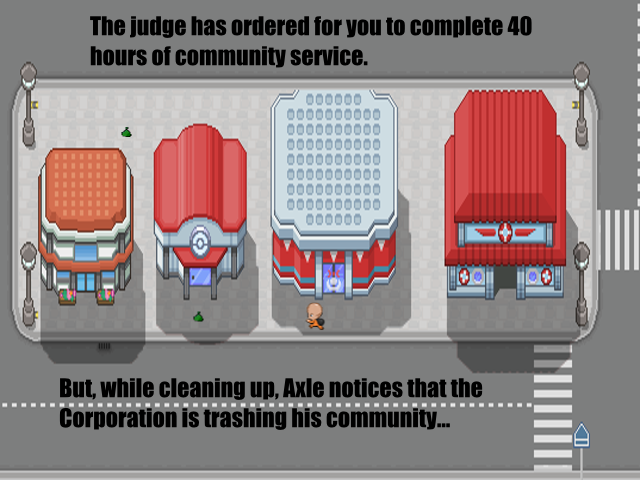 The judge has ordered for you to complete 40
hours of community service.
But, while cleaning up, Axle notices that the
Corporation is trashing his community...